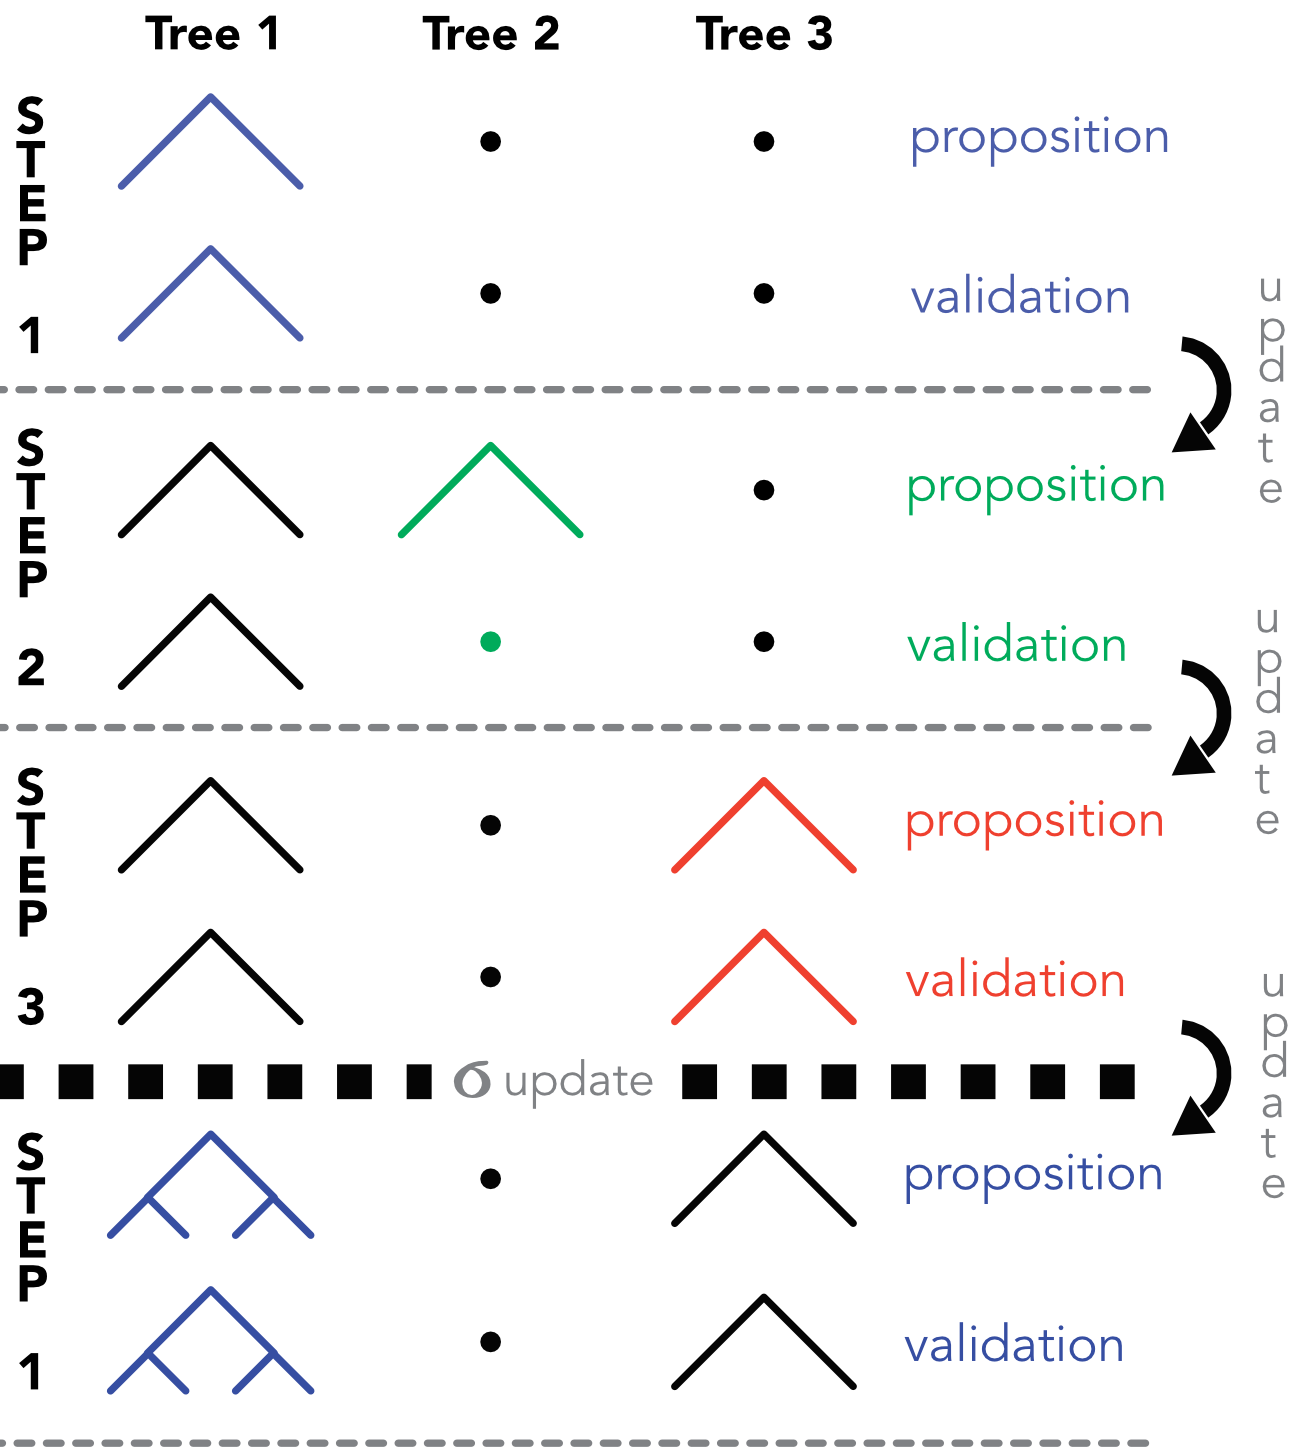 Tree 1 Tree 2 Tree 3
STEP 1
proposition
validation
update
STEP 2
proposition
validation
update
STEP 3
proposition
validation
update
σ update
STEP 1
proposition
validation